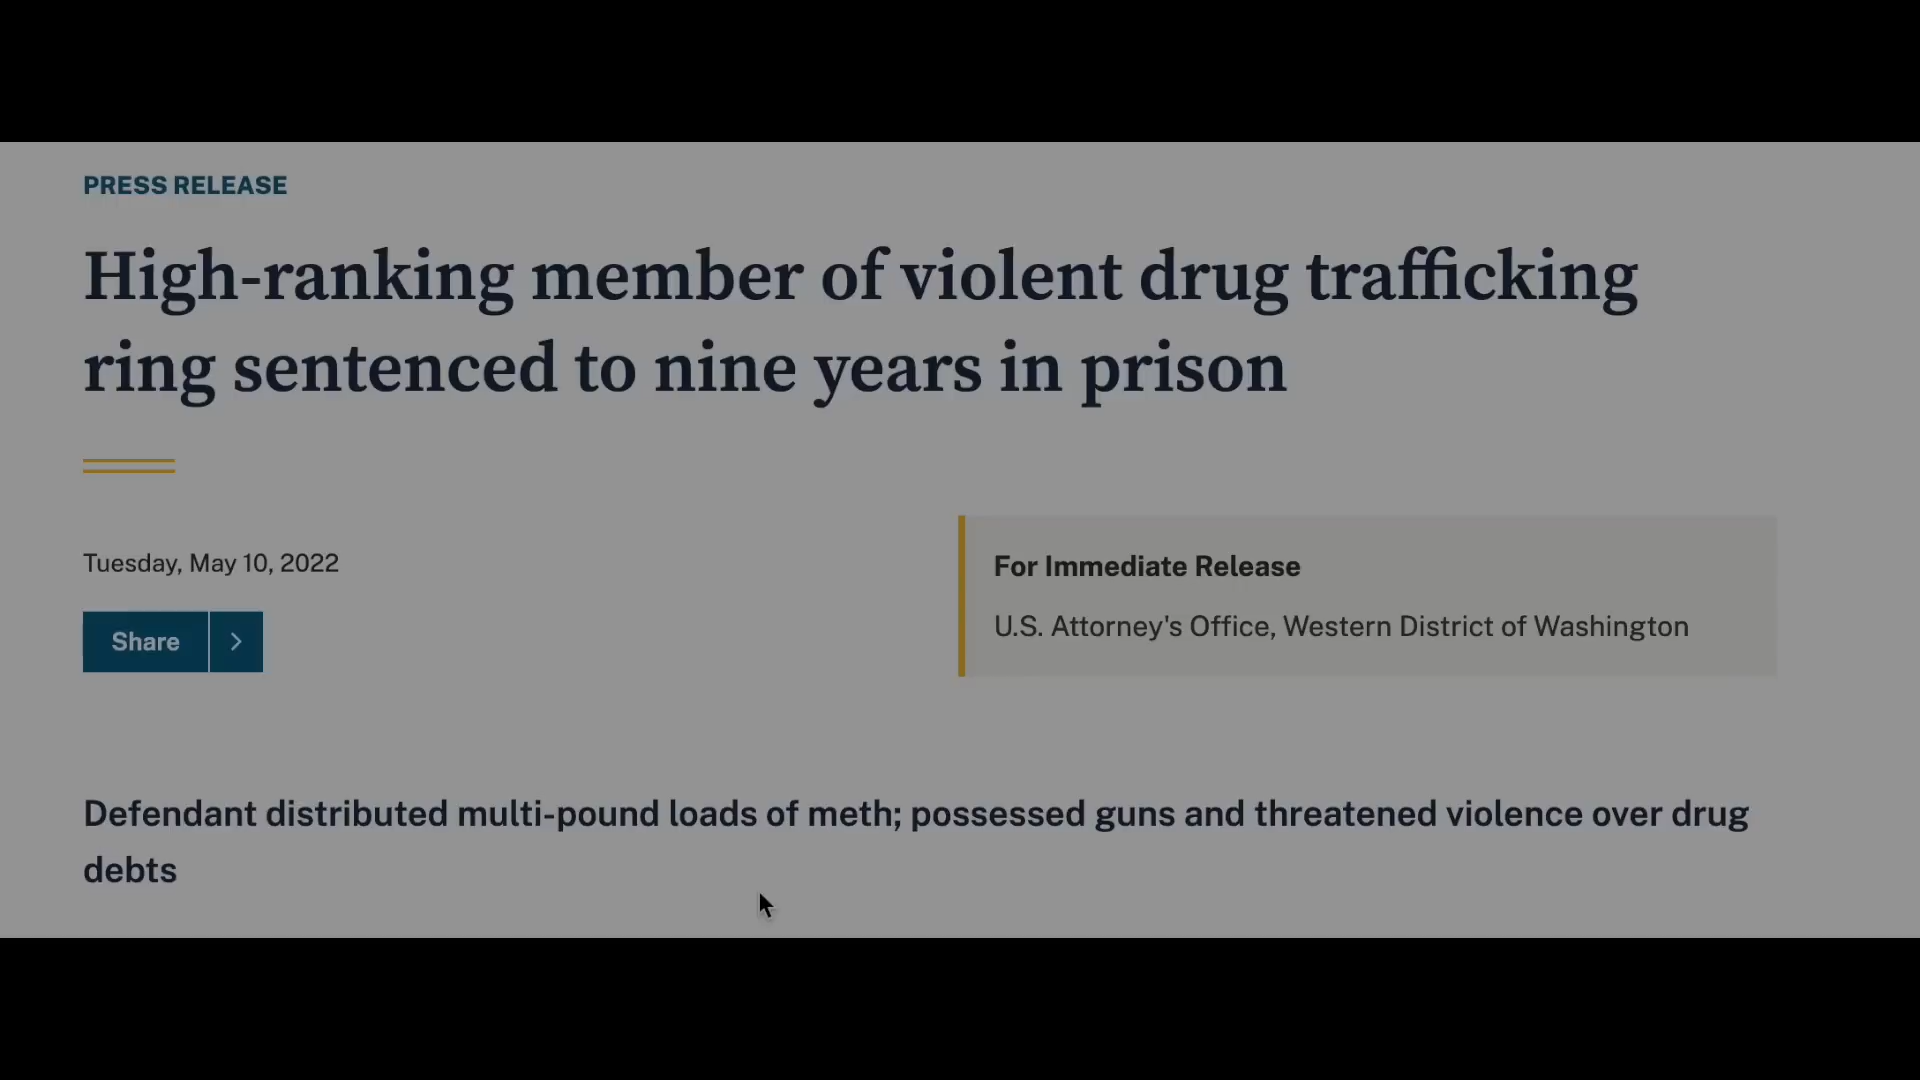 PRESS RELEASE
High-ranking member of violent drug trafficking
ring sentenced to nine years in prison
Tuesday, May 10, 2022
Share
For Immediate Release
U.S. Attorney's Office, Western District of Washington
Defendant distributed multi-pound loads of meth; possessed guns and threatened violence over drug
debts